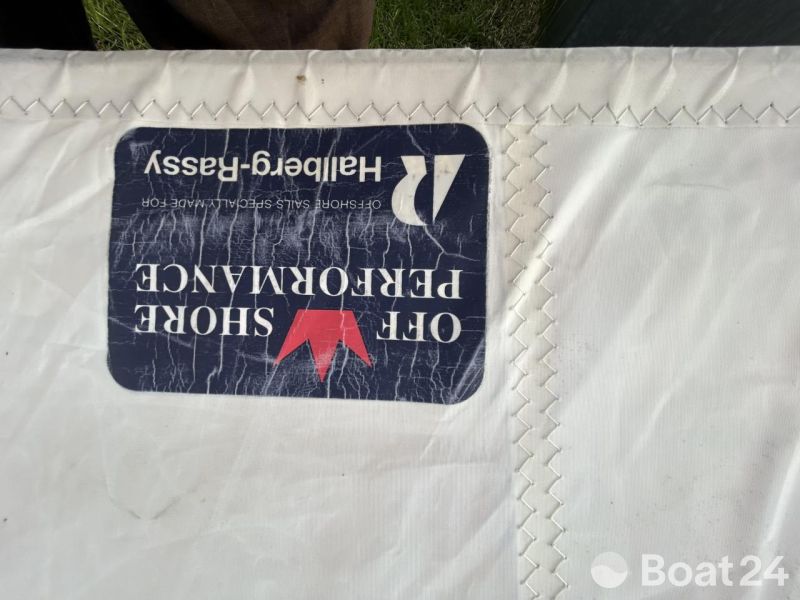 OFF SHORE
PERFORMANCE
OFFSHORE SAILS SPECIALLY MADE FOR
Hallberg-Rassy
Boat24